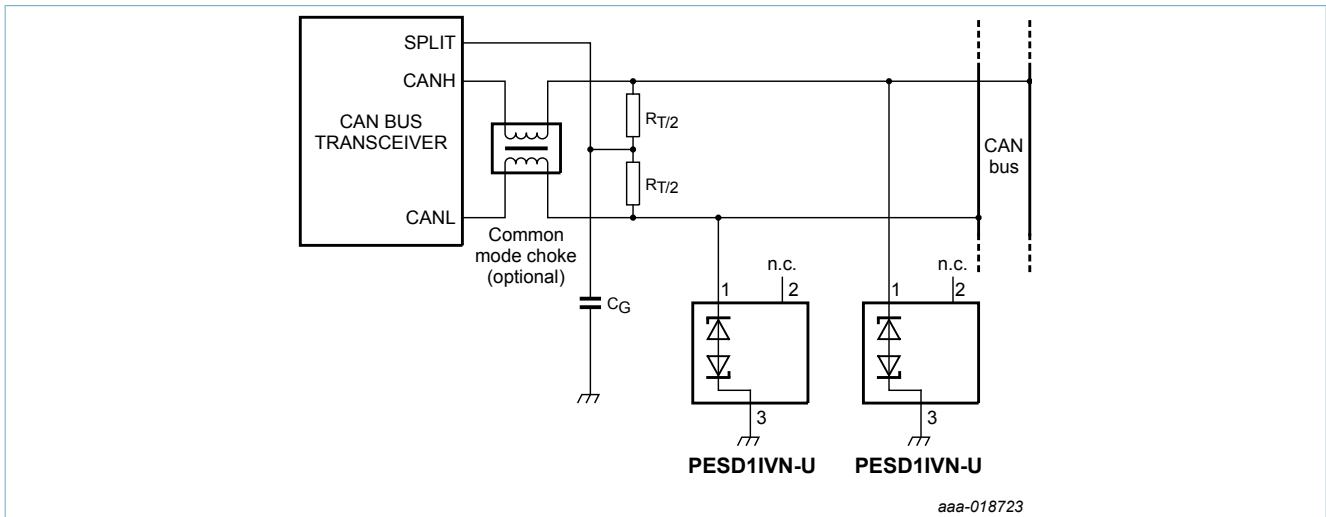 SPLIT
CANH
CAN BUS
TRANSCEIVER
CANL
Common
mode choke
(optional)
RT/2
RT/2
CG
CAN
bus
n.c.
1
2
3
n.c.
1
2
3
PESD1IVN-U
PESD1IVN-U
aaa-018723